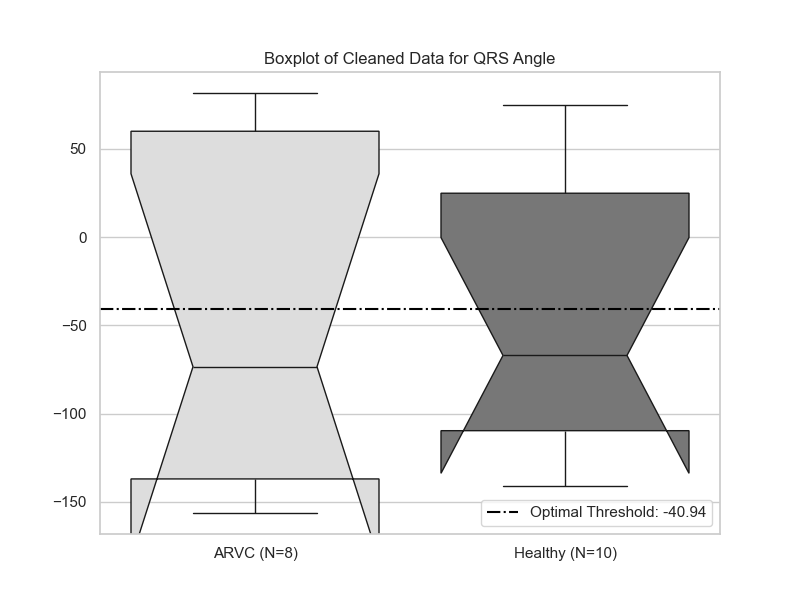 Boxplot of Cleaned Data for QRS Angle
50
0
−50
−100
−150
Optimal Threshold: -40.94
ARVC (N=8)
Healthy (N=10)